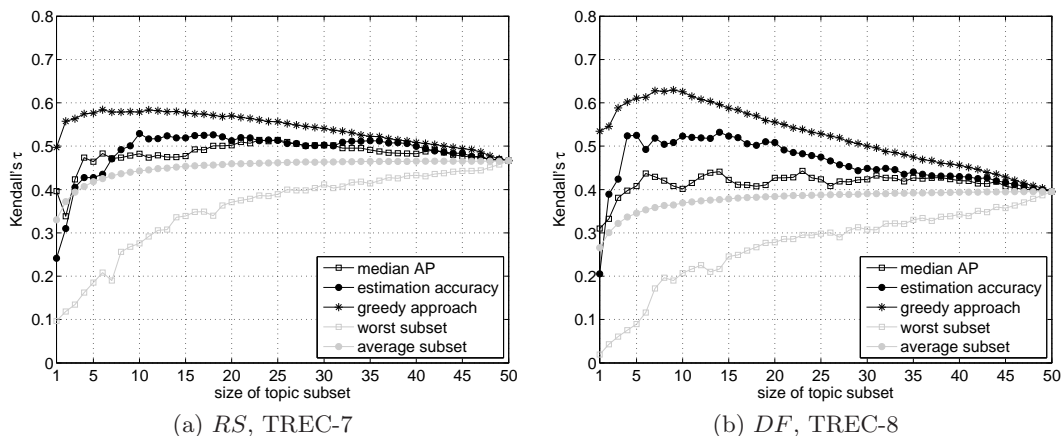 0.8
0.7
0.6
0.5
0.4
0.3
0.2
0.1
0
Kendall's τ
1 5 10 15 20 25 30 35 40 45 50
size of topic subset
median AP
estimation accuracy
greedy approach
worst subset
average subset
(a) RS, TREC-7
0.8
0.7
0.6
0.5
0.4
0.3
0.2
0.1
0
Kendall's τ
1 5 10 15 20 25 30 35 40 45 50
size of topic subset
median AP
estimation accuracy
greedy approach
worst subset
average subset
(b) DF, TREC-8